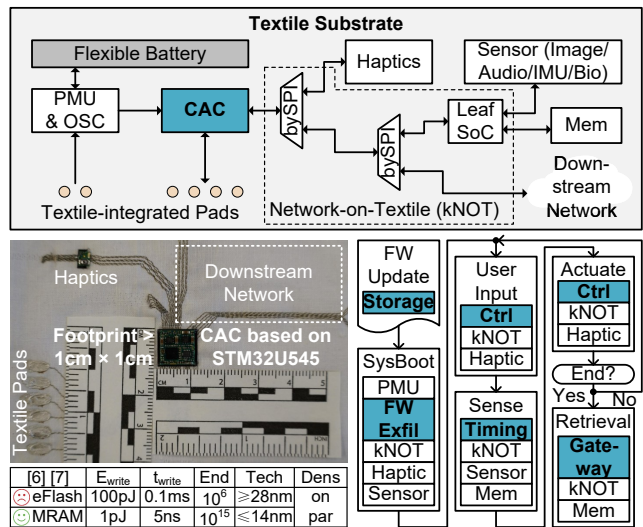 Textile Substrate
Flexible Battery
PMU
& OSC
CAC
bySPI
Haptics
bySPI
Leaf
SoC
Sensor (Image/
Audio/IMU/Bio)
Mem
Down-
stream
Network
Textile-integrated Pads
Network-on-Textile (kNOT)
Haptics
Downstream
Network
Footprint >
1cm × 1cm
CAC based on
STM32U545
Textile Pads
FW
Update
Storage
SysBoot
PMU
FW
Exfil
kNOT
Haptic
Sensor
User
Input
Ctrl
kNOT
Haptic
Sense
Timing
kNOT
Sensor
Mem
Actuate
Ctrl
kNOT
Haptic
End?
Yes No
Retrieval
Gate-
way
kNOT
Mem
[6] [7] Ewrite twrite End Tech Dens
eFlash 100pJ 0.1ms 10^6 ≥28nm on
MRAM 1pJ 5ns 10^15 ≤14nm par